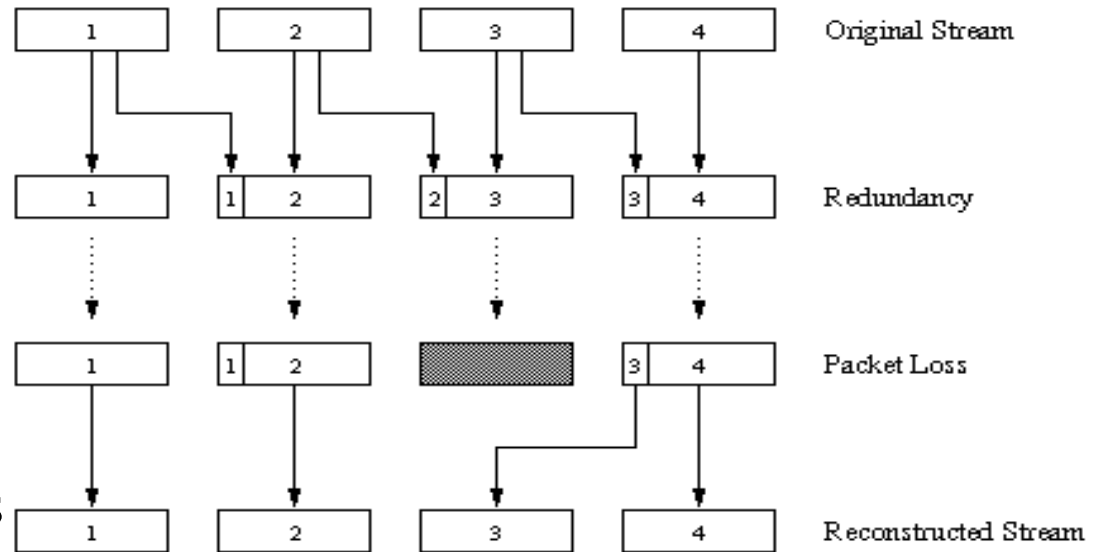 1 2 3 4 Original Stream
1 1 2 2 3 3 4 Redundancy
1 1 2 3 4 Packet Loss
1 2 3 4 Reconstructed Stream